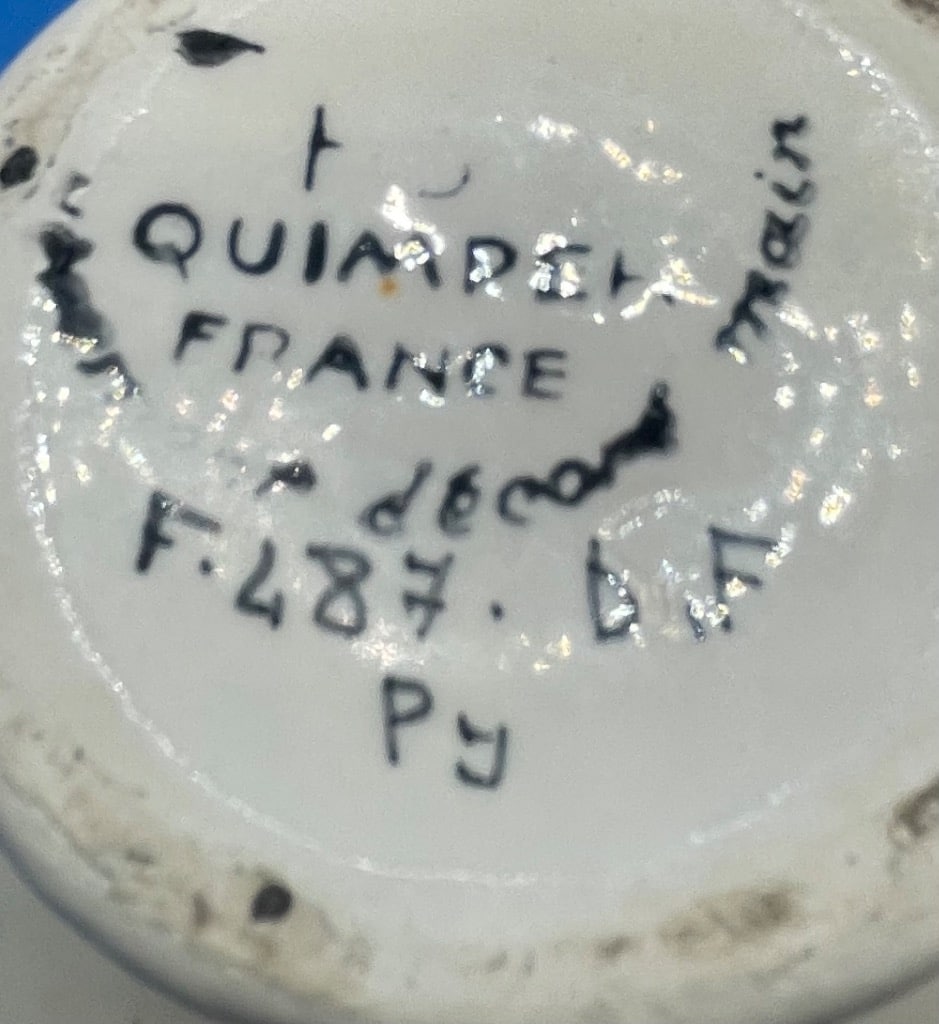 QUIMPER
FRANCE
décor main
F.487. D.F
Py